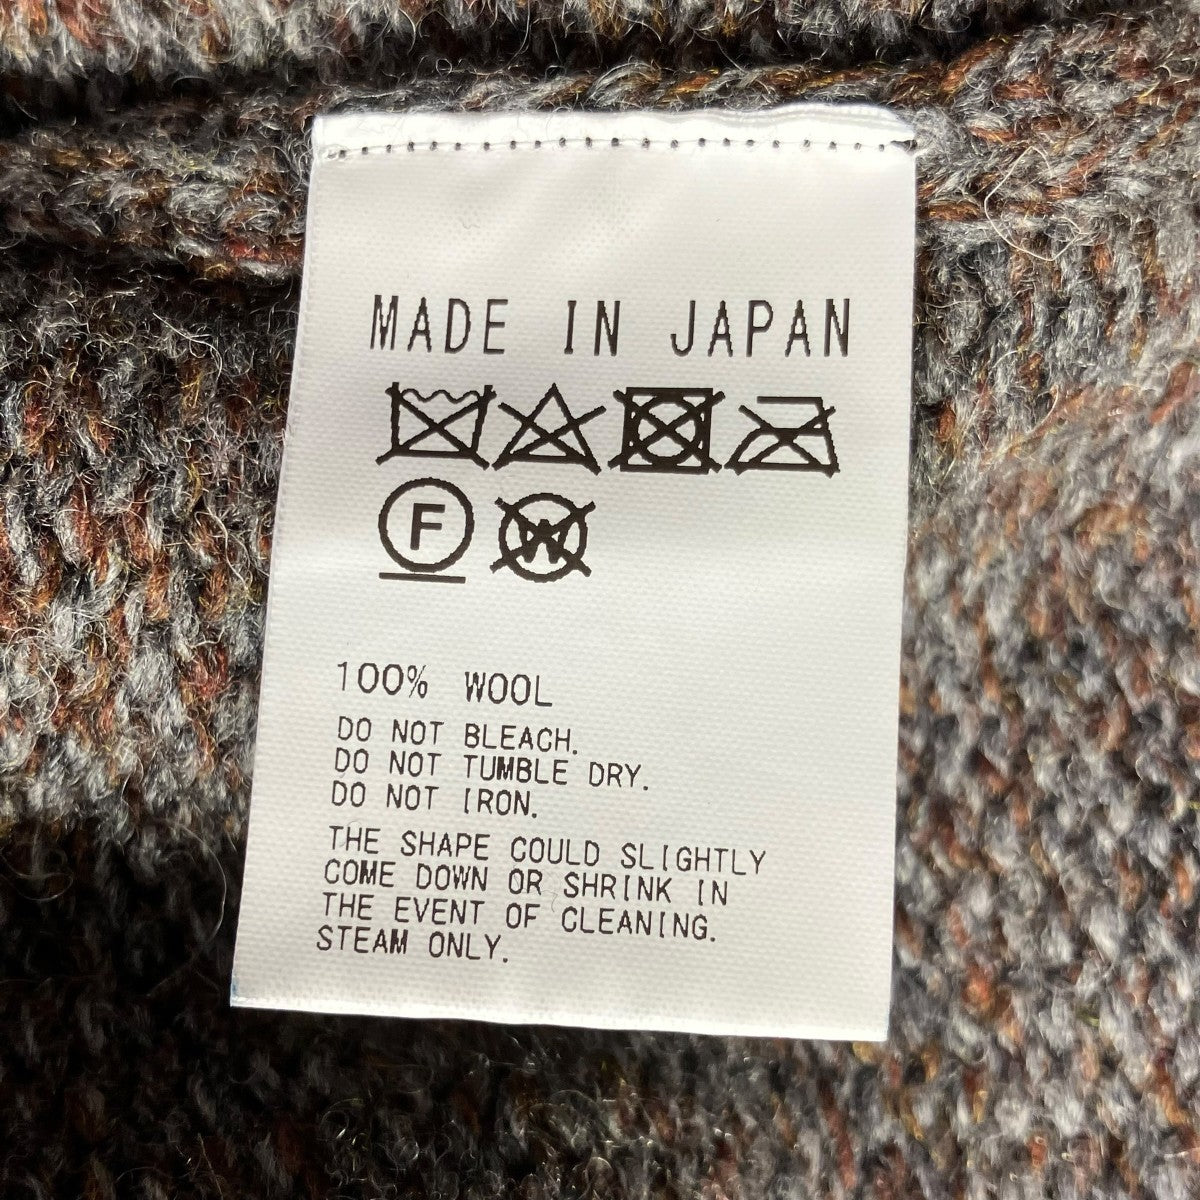 MADE IN JAPAN
F W
100% WOOL
DO NOT BLEACH.
DO NOT TUMBLE DRY.
DO NOT IRON.
THE SHAPE COULD SLIGHTLY
COME DOWN OR SHRINK IN
THE EVENT OF CLEANING.
STEAM ONLY.